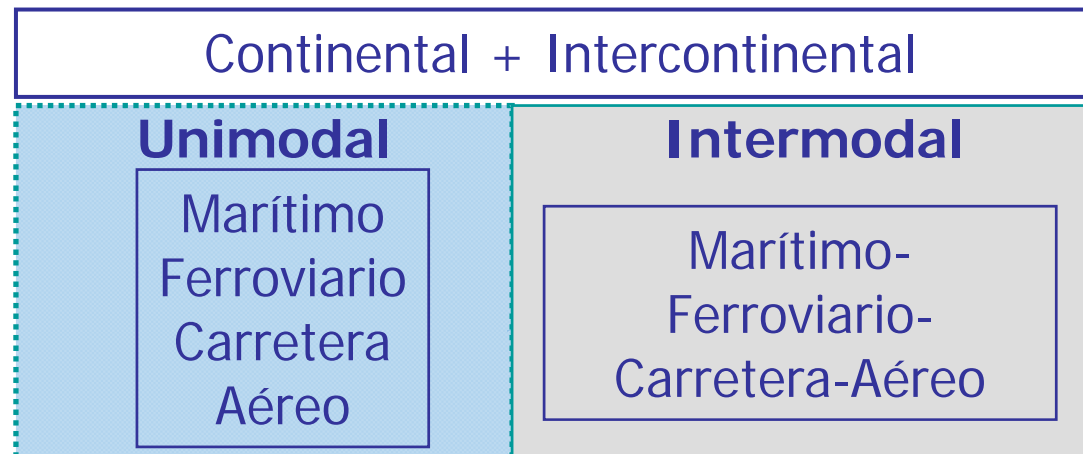 Continental + Intercontinental
Unimodal
Marítimo
Ferroviario
Carretera
Aéreo
Intermodal
Marítimo-
Ferroviario-
Carretera-Aéreo